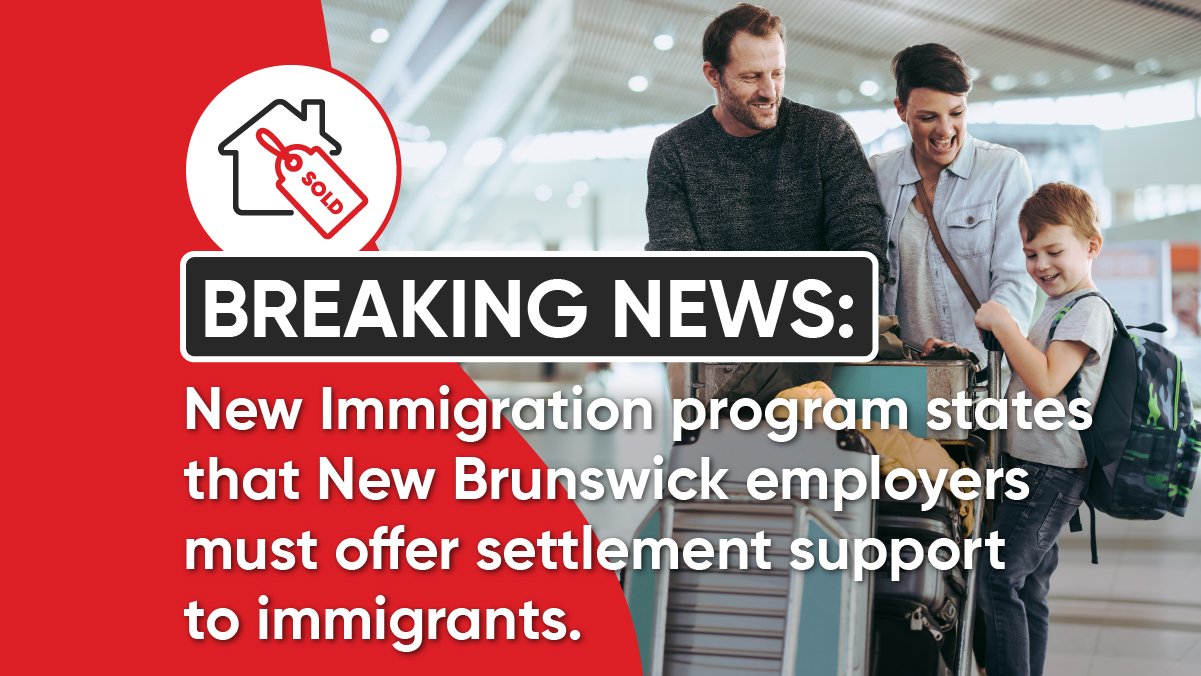 SOLD
BREAKING NEWS:
New Immigration program states
that New Brunswick employers
must offer settlement support
to immigrants.